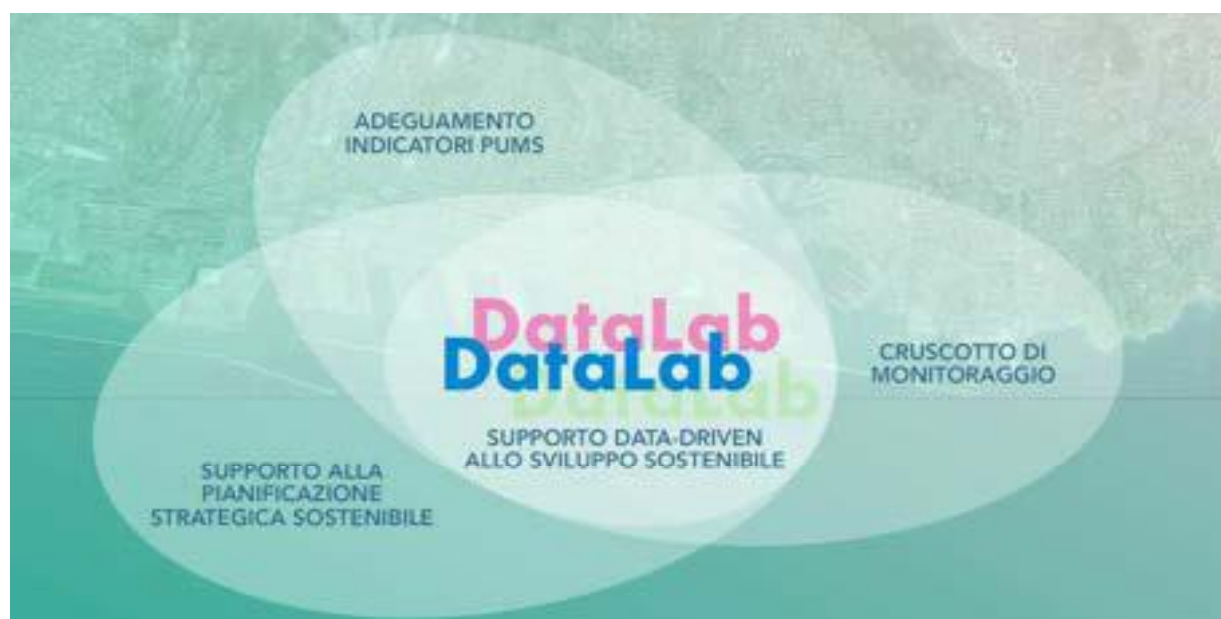 ADEGUAMENTO
INDICATORI PUMS
DataLab
DataLab
DataLab
CRUSCOTTO DI
MONITORAGGIO
SUPPORTO DATA-DRIVEN
ALLO SVILUPPO SOSTENIBILE
SUPPORTO ALLA
PIANIFICAZIONE
STRATEGICA SOSTENIBILE